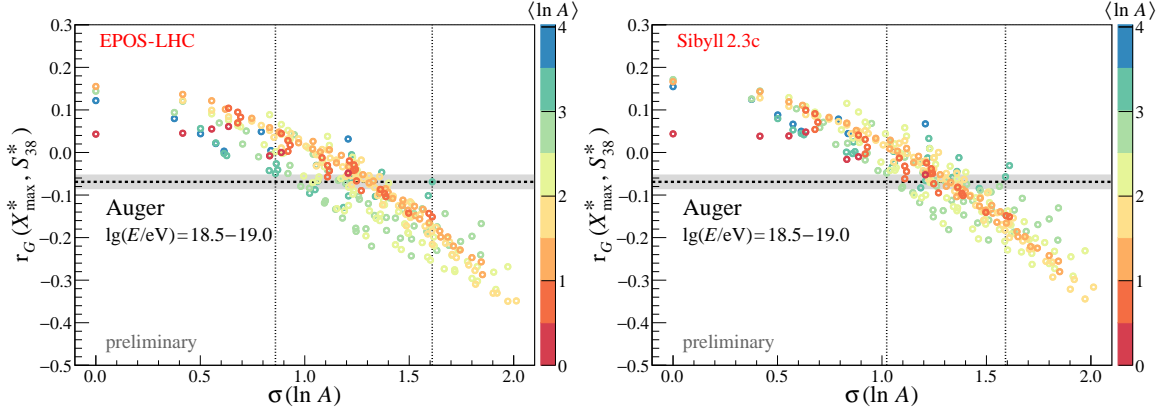 ⟨ln A⟩
EPOS-LHC
r_G (X*_max , S*_38)
0.3
0.2
0.1
0.0
−0.1
−0.2
−0.3
−0.4
−0.5
Auger
lg(E/eV)=18.5−19.0
preliminary
0.0 0.5 1.0 1.5 2.0
σ(ln A)
4
3
2
1
0
⟨ln A⟩
Sibyll 2.3c
r_G (X*_max , S*_38)
0.3
0.2
0.1
0.0
−0.1
−0.2
−0.3
−0.4
−0.5
Auger
lg(E/eV)=18.5−19.0
preliminary
0.0 0.5 1.0 1.5 2.0
σ(ln A)
4
3
2
1
0